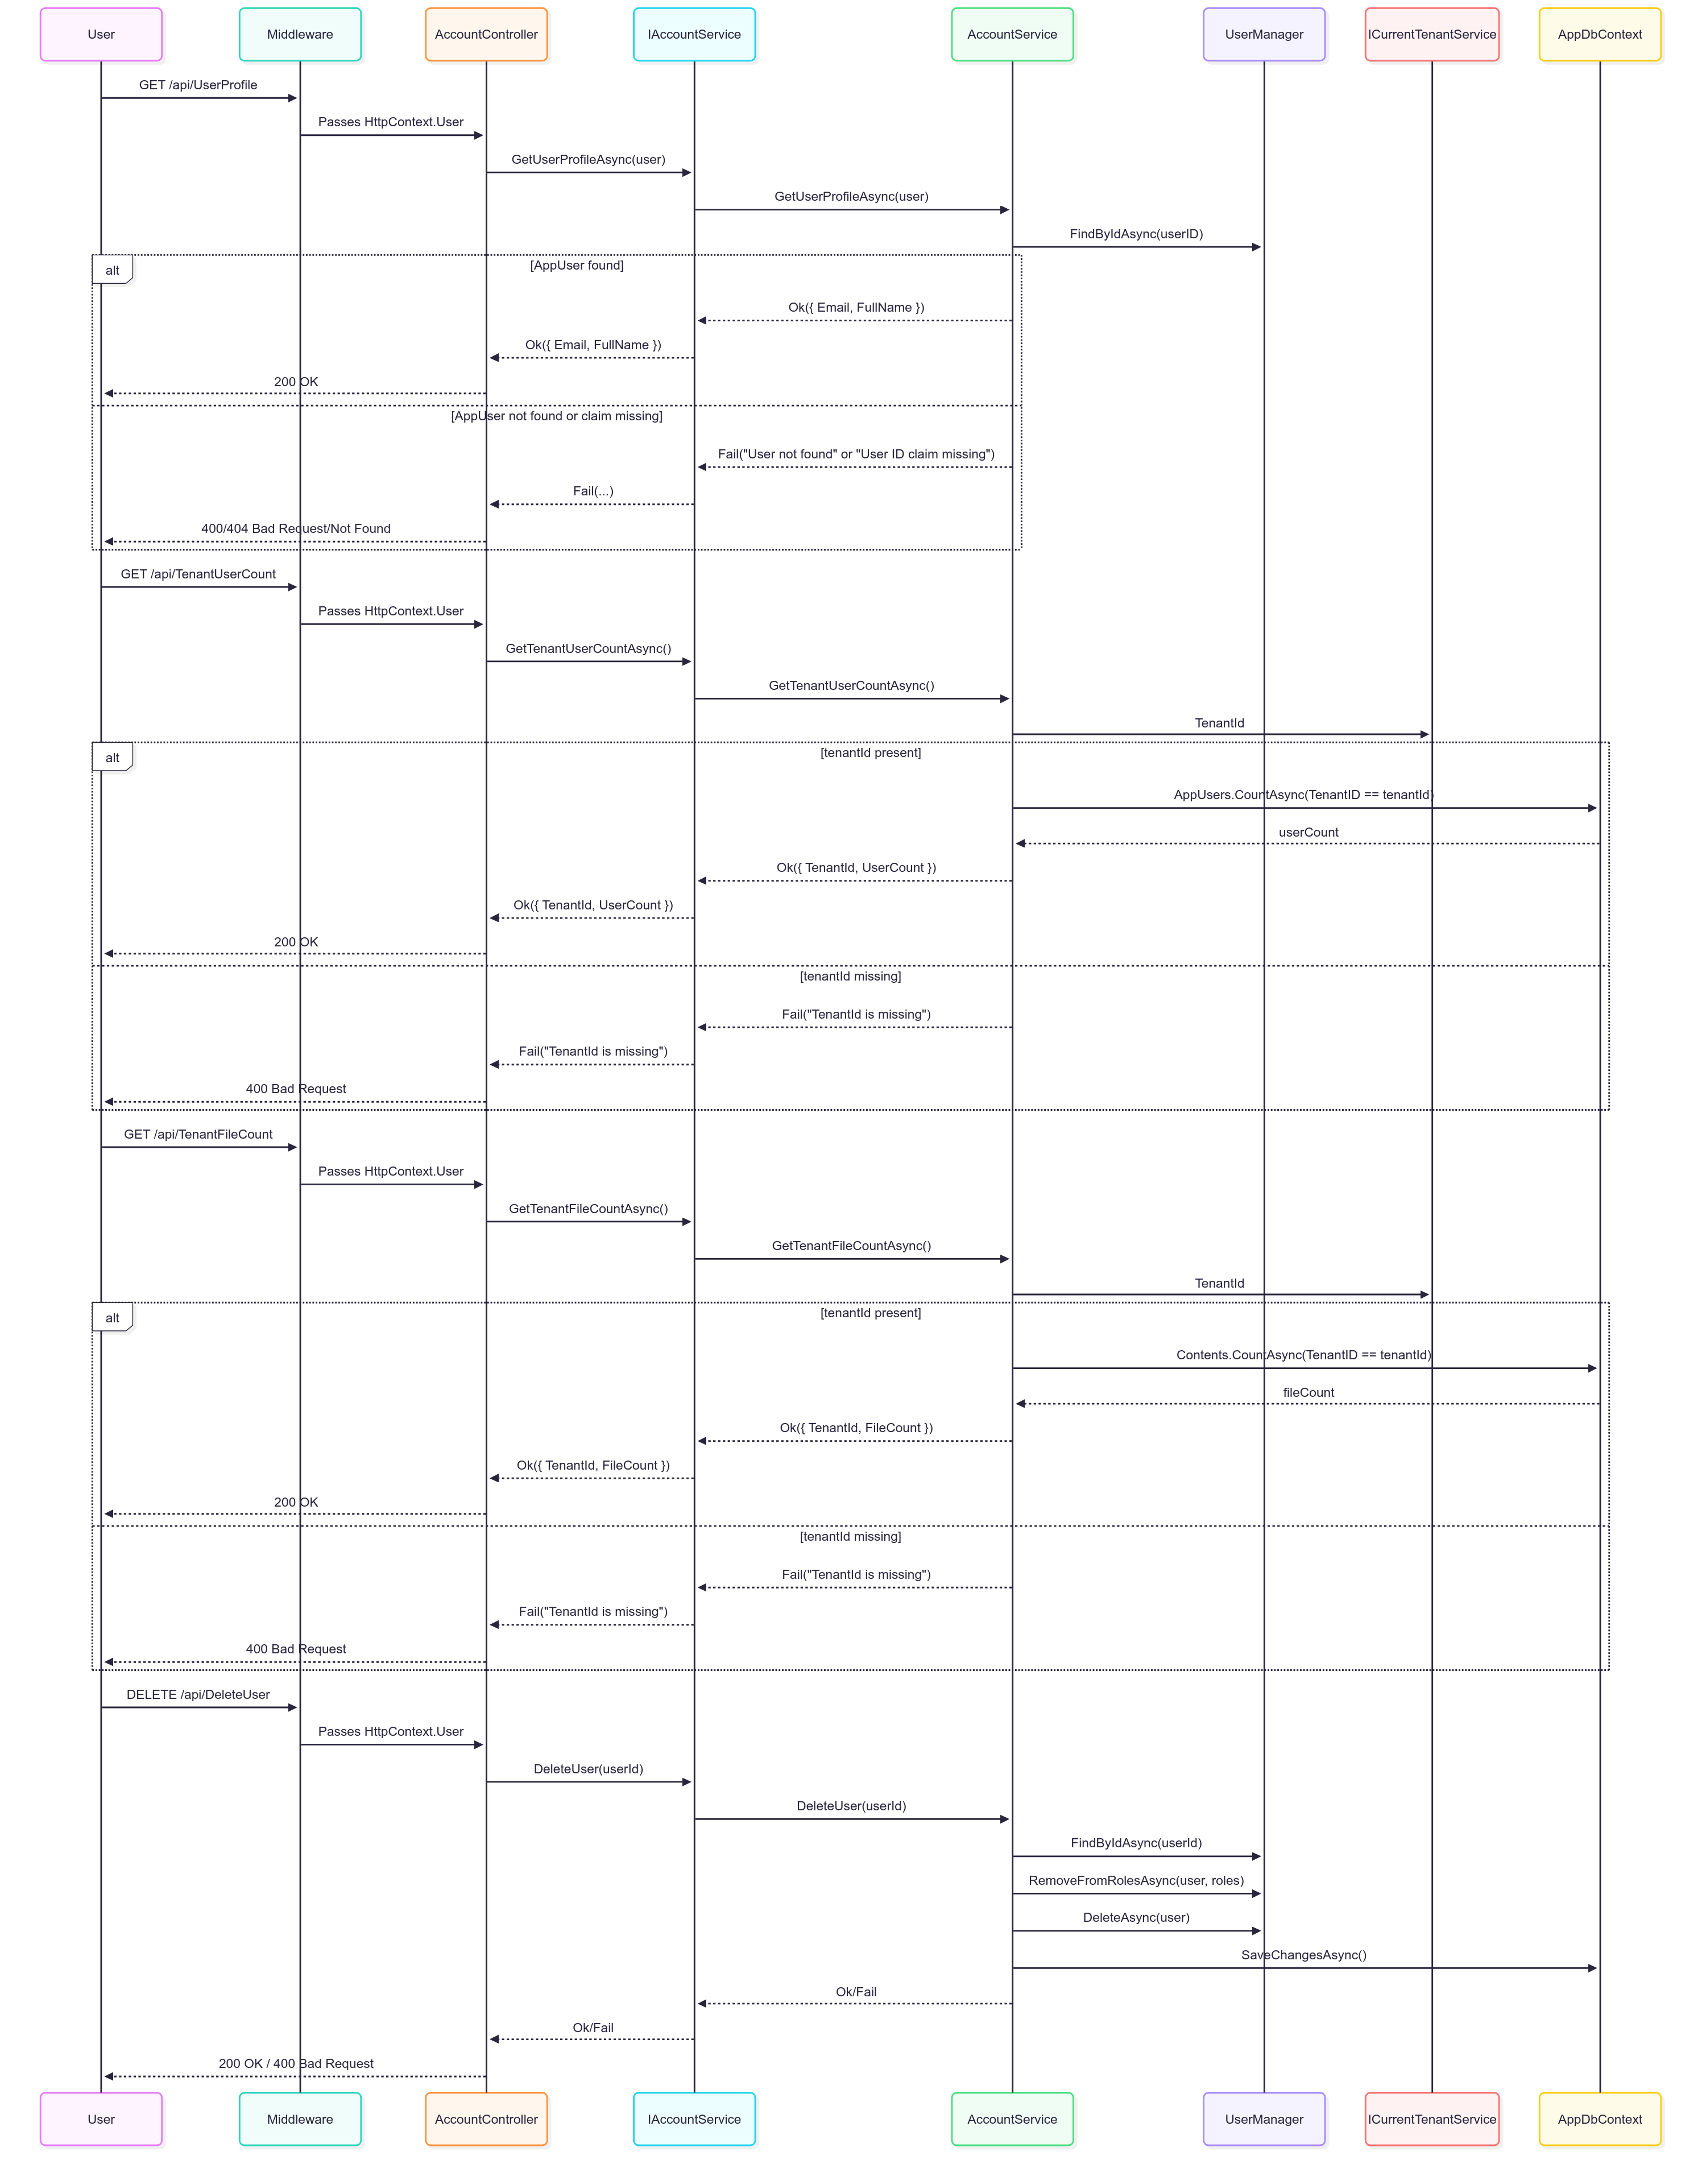 User
Middleware
AccountController
IAccountService
AccountService
UserManager
ICurrentTenantService
AppDbContext
GET /api/UserProfile
Passes HttpContext.User
GetUserProfileAsync(user)
GetUserProfileAsync(user)
FindByIdAsync(userID)
alt
[AppUser found]
Ok({ Email, FullName })
Ok({ Email, FullName })
200 OK
[AppUser not found or claim missing]
Fail("User not found" or "User ID claim missing")
Fail(...)
400/404 Bad Request/Not Found
GET /api/TenantUserCount
Passes HttpContext.User
GetTenantUserCountAsync()
GetTenantUserCountAsync()
TenantId
alt
[tenantId present]
AppUsers.CountAsync(TenantID == tenantId)
userCount
Ok({ TenantId, UserCount })
Ok({ TenantId, UserCount })
200 OK
[tenantId missing]
Fail("TenantId is missing")
Fail("TenantId is missing")
400 Bad Request
GET /api/TenantFileCount
Passes HttpContext.User
GetTenantFileCountAsync()
GetTenantFileCountAsync()
TenantId
alt
[tenantId present]
Contents.CountAsync(TenantID == tenantId)
fileCount
Ok({ TenantId, FileCount })
Ok({ TenantId, FileCount })
200 OK
[tenantId missing]
Fail("TenantId is missing")
Fail("TenantId is missing")
400 Bad Request
DELETE /api/DeleteUser
Passes HttpContext.User
DeleteUser(userId)
DeleteUser(userId)
FindByIdAsync(userId)
RemoveFromRolesAsync(user, roles)
DeleteAsync(user)
SaveChangesAsync()
Ok/Fail
Ok/Fail
200 OK / 400 Bad Request
User
Middleware
AccountController
IAccountService
AccountService
UserManager
ICurrentTenantService
AppDbContext